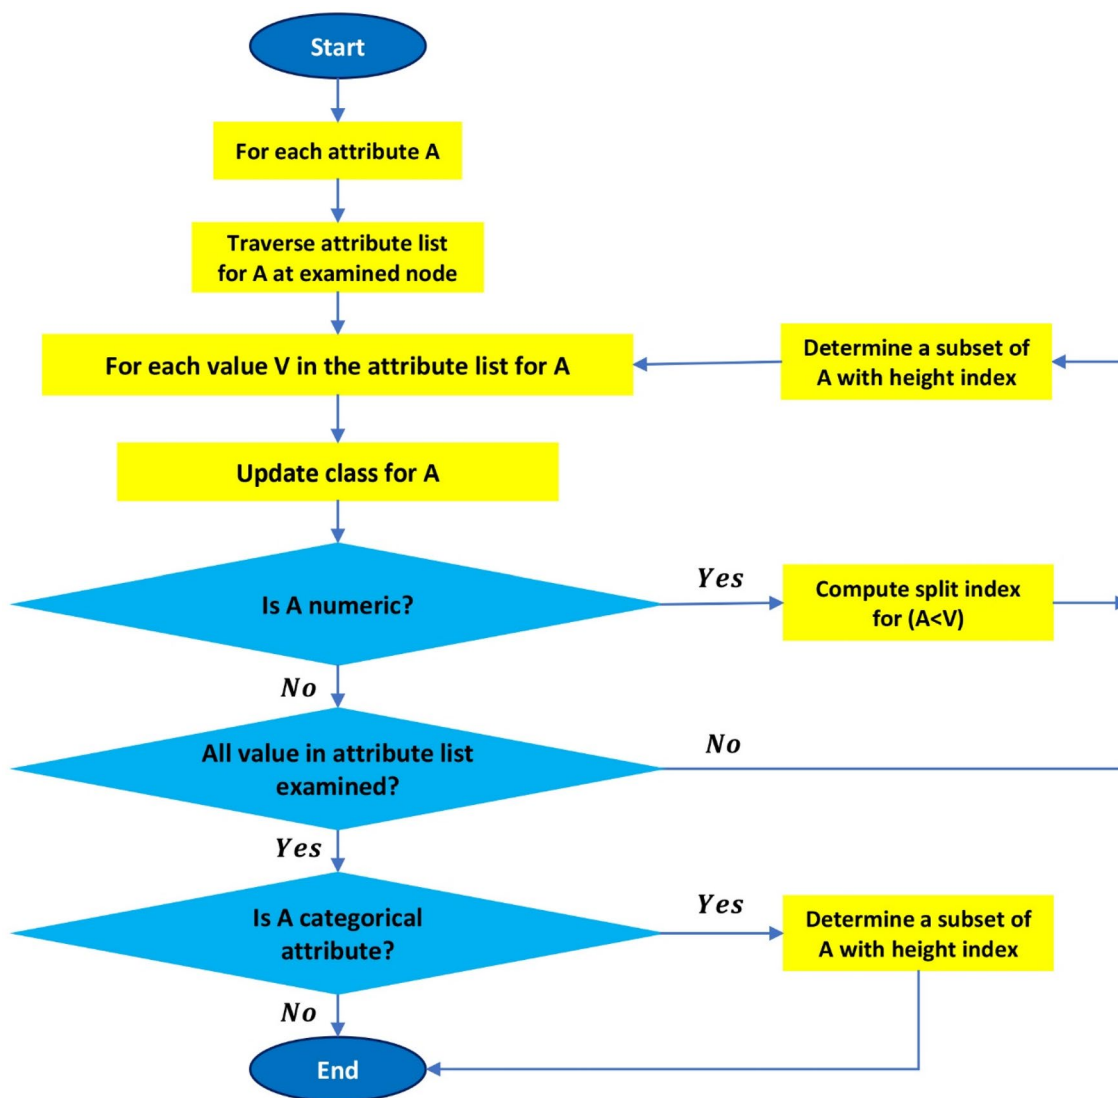 Start
For each attribute A
Traverse attribute list
for A at examined node
For each value V in the attribute list for A
Determine a subset of
A with height index
Update class for A
Is A numeric?
Yes
Compute split index
for (A<V)
No
All value in attribute list
examined?
No
Yes
Is A categorical
attribute?
Yes
Determine a subset of
A with height index
No
End